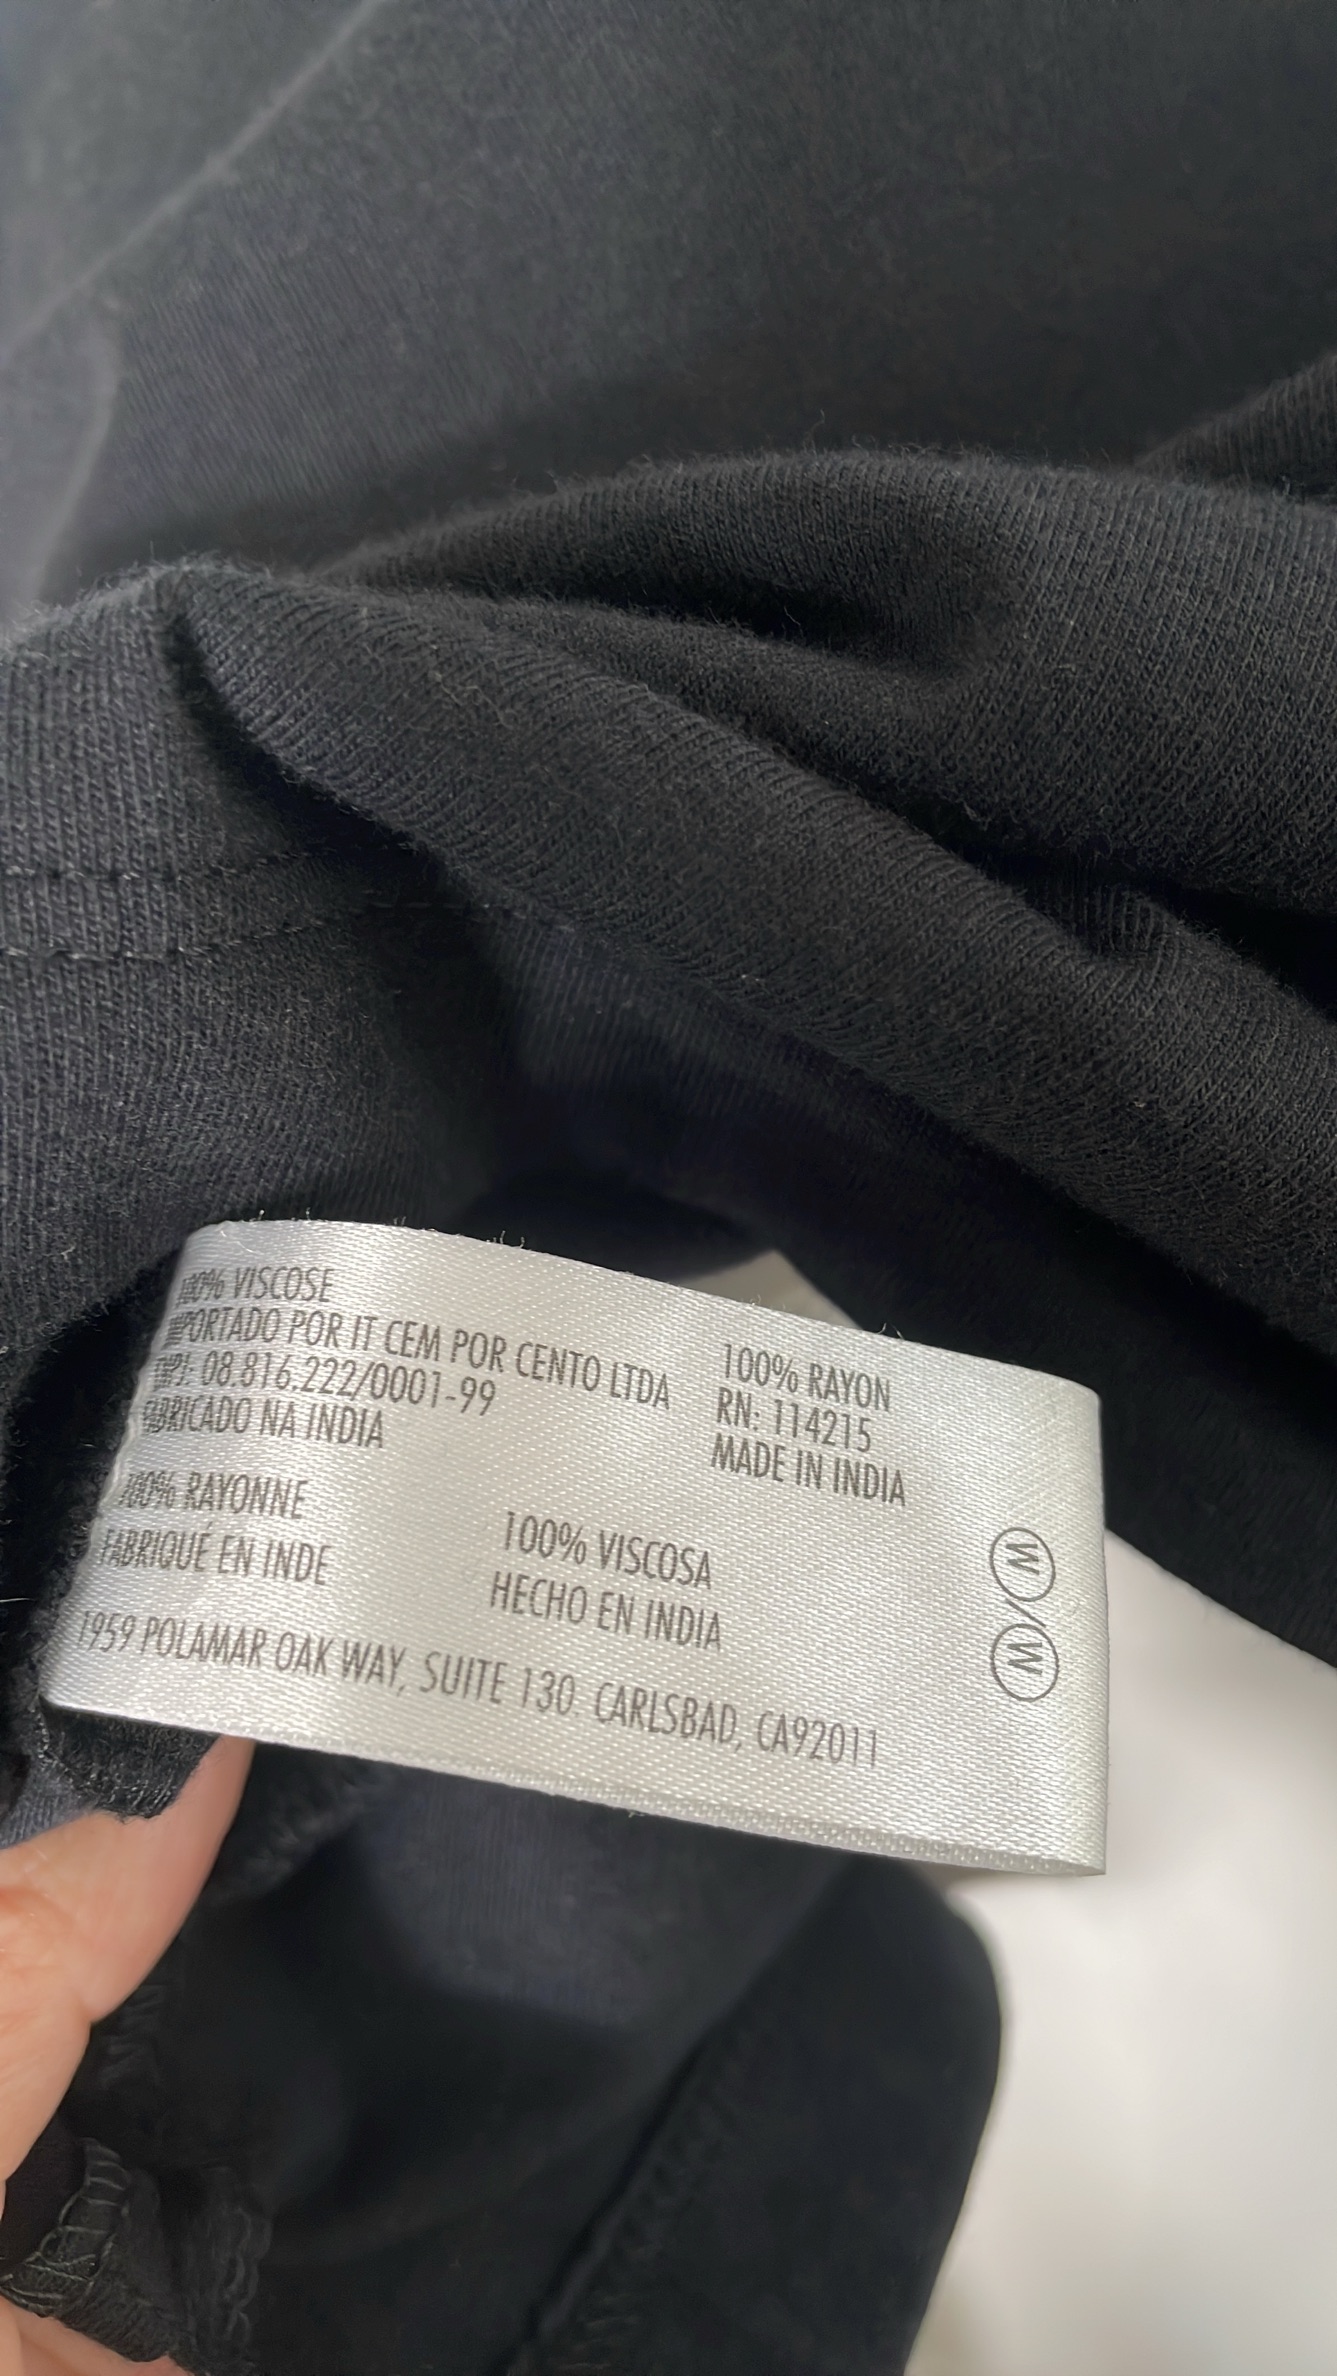 100% VISCOSE
IMPORTADO POR IT CEM POR CENTO LTDA
CNPJ: 08.816.222/0001-99
FABRICADO NA INDIA
100% RAYON
RN: 114215
MADE IN INDIA
100% RAYONNE
FABRIQUÉ EN INDE
100% VISCOSA
HECHO EN INDIA
W/W
1959 POLAMAR OAK WAY, SUITE 130. CARLSBAD, CA92011